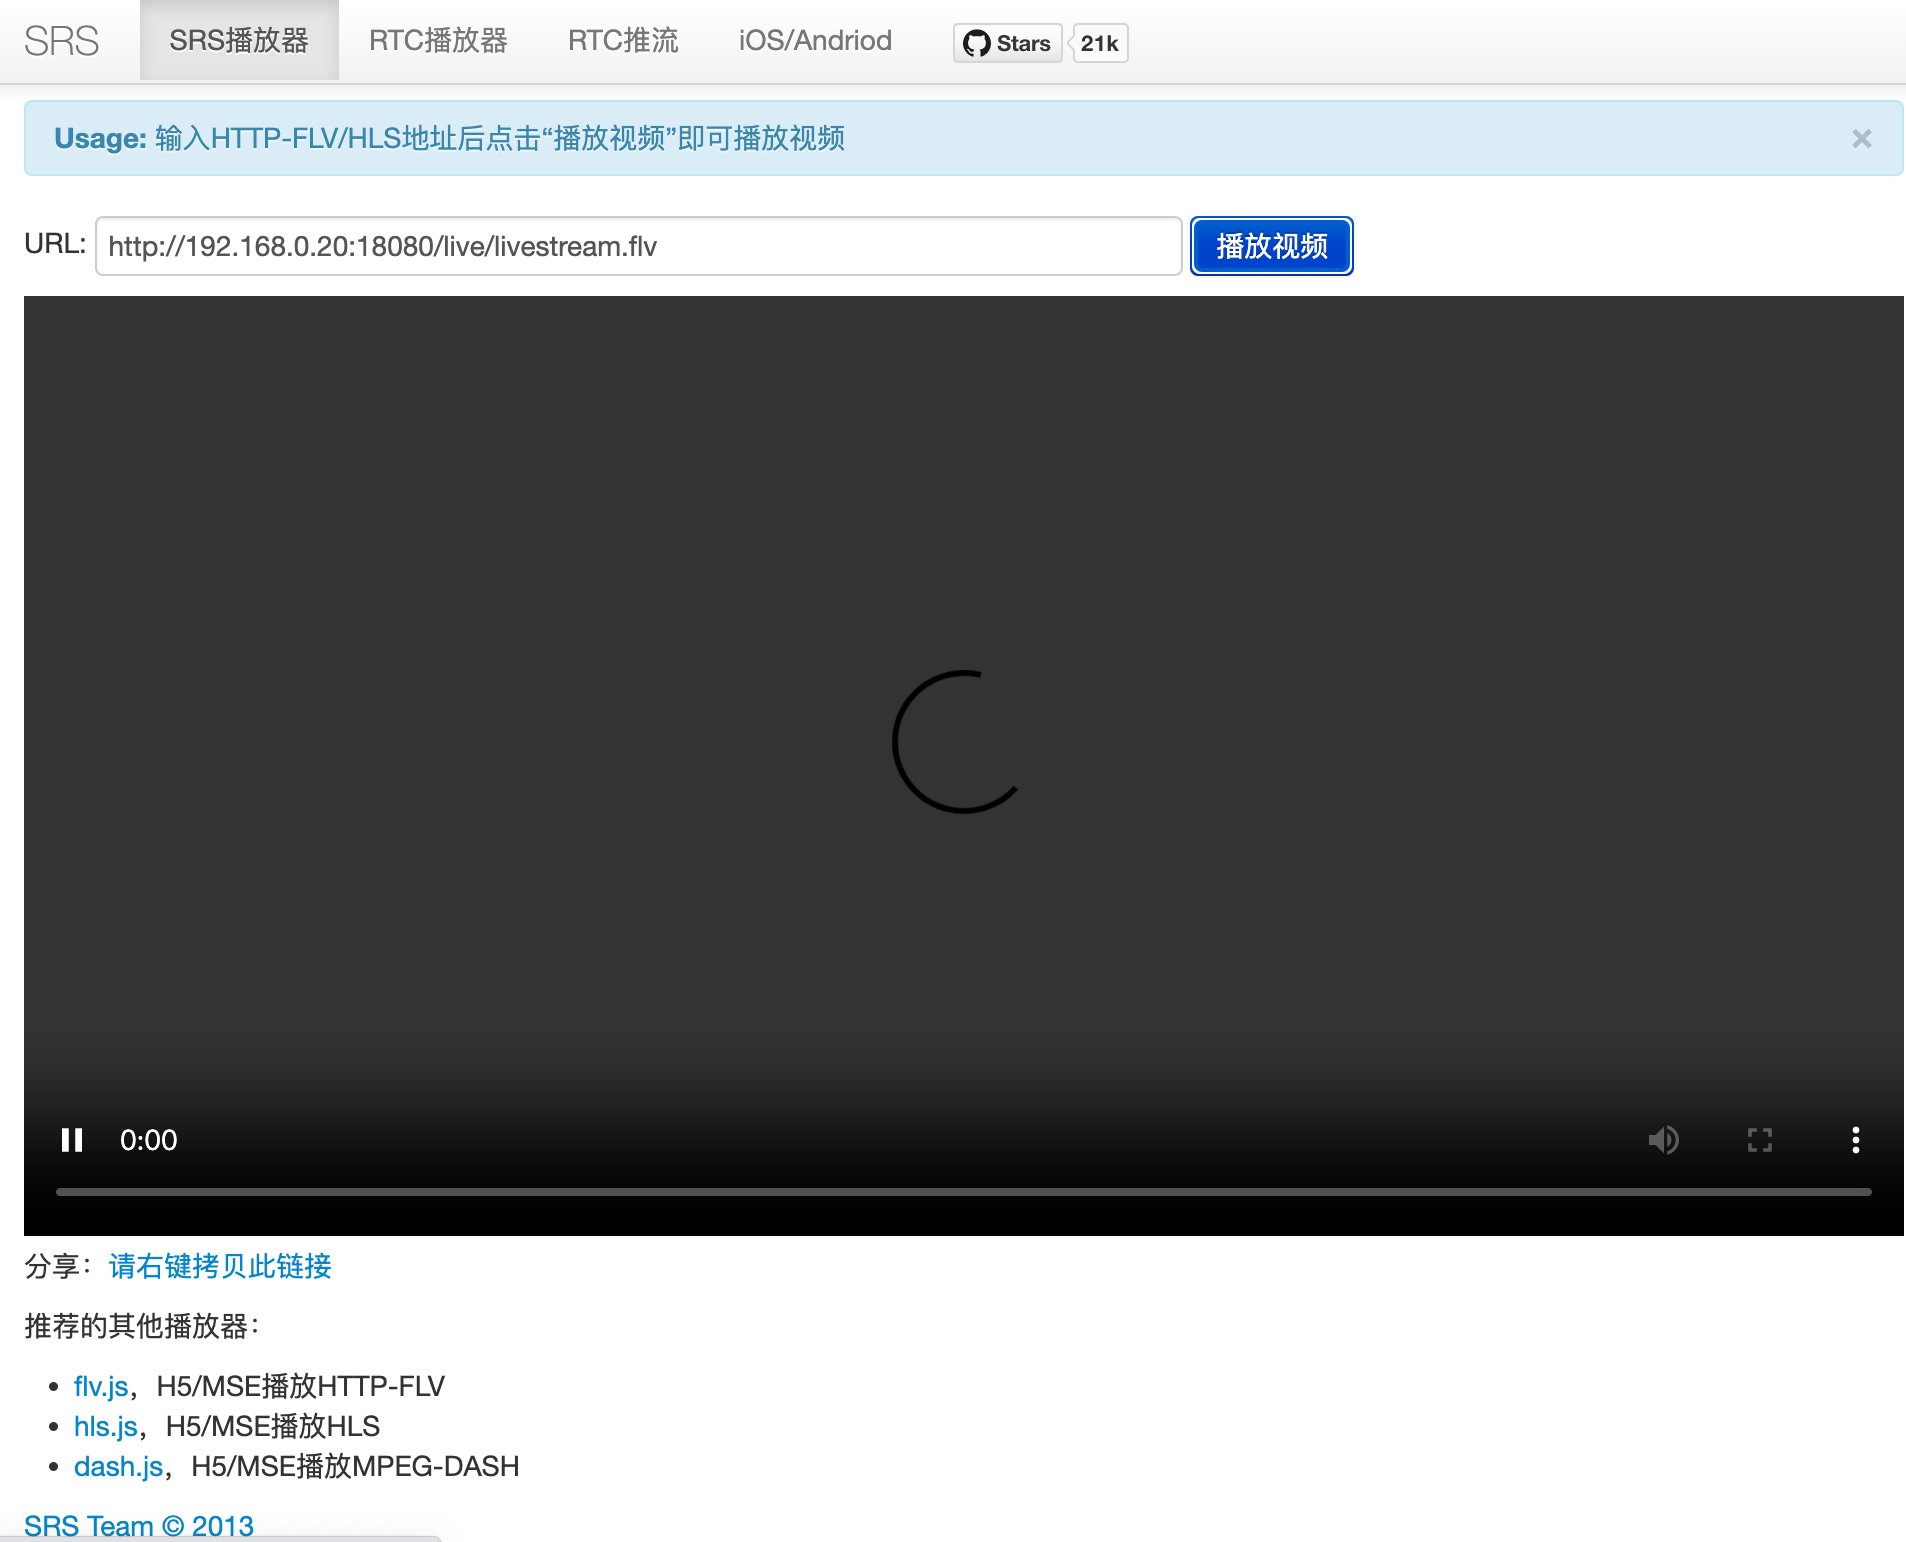 SRS SRS播放器 RTC播放器 RTC推流 iOS/Andriod Stars 21k
Usage: 输入HTTP-FLV/HLS地址后点击“播放视频”即可播放视频 ×
URL: http://192.168.0.20:18080/live/livestream.flv 播放视频
0:00
分享： 请右键拷贝此链接
推荐的其他播放器：
• flv.js，H5/MSE播放HTTP-FLV
• hls.js，H5/MSE播放HLS
• dash.js，H5/MSE播放MPEG-DASH
SRS Team © 2013